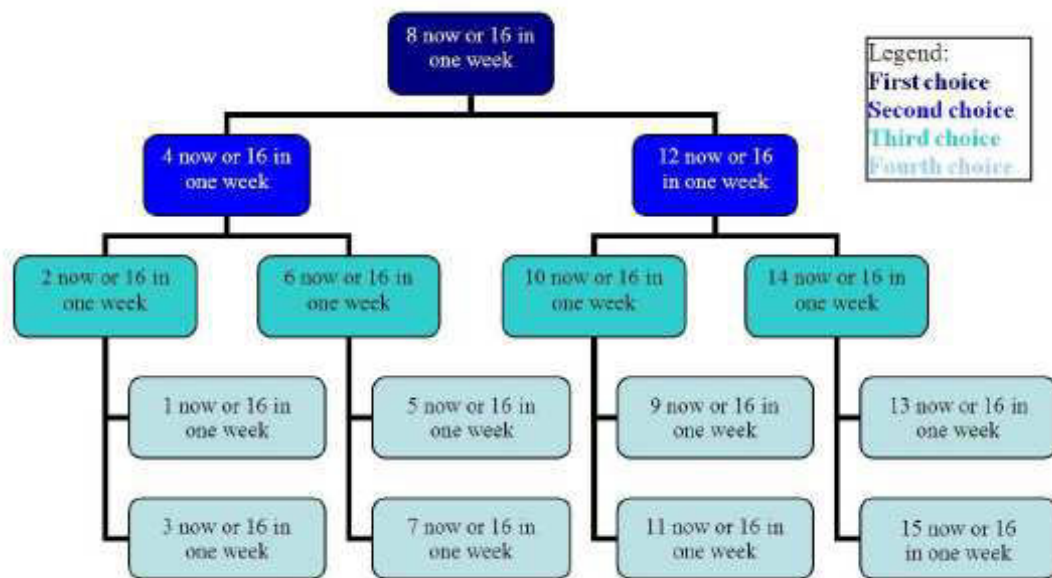 8 now or 16 in
one week
Legend:
First choice
Second choice
Third choice
Fourth choice
4 now or 16 in
one week
12 now or 16
in one week
2 now or 16 in
one week
6 now or 16 in
one week
10 now or 16 in
one week
14 now or 16 in
one week
1 now or 16 in
one week
5 now or 16 in
one week
9 now or 16 in
one week
13 now or 16 in
one week
3 now or 16 in
one week
7 now or 16 in
one week
11 now or 16 in
one week
15 now or 16
in one week